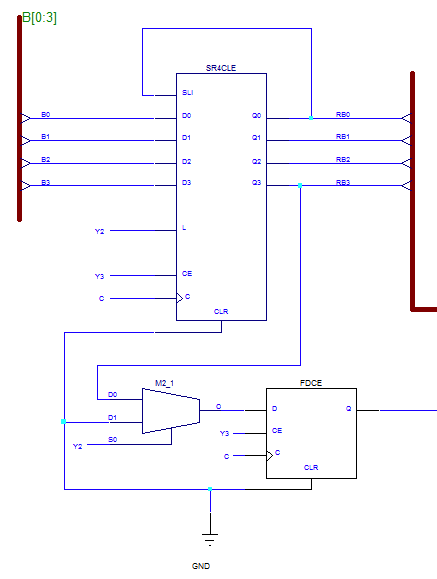 B[0:3]
SR4CLE
SLI
B0 D0 Q0 RB0
B1 D1 Q1 RB1
B2 D2 Q2 RB2
B3 D3 Q3 RB3
Y2 L
Y3 CE
C C
CLR
M2_1 FDCE
D0
D1 O D Q
S0
Y2
Y3 CE
C C
CLR
GND